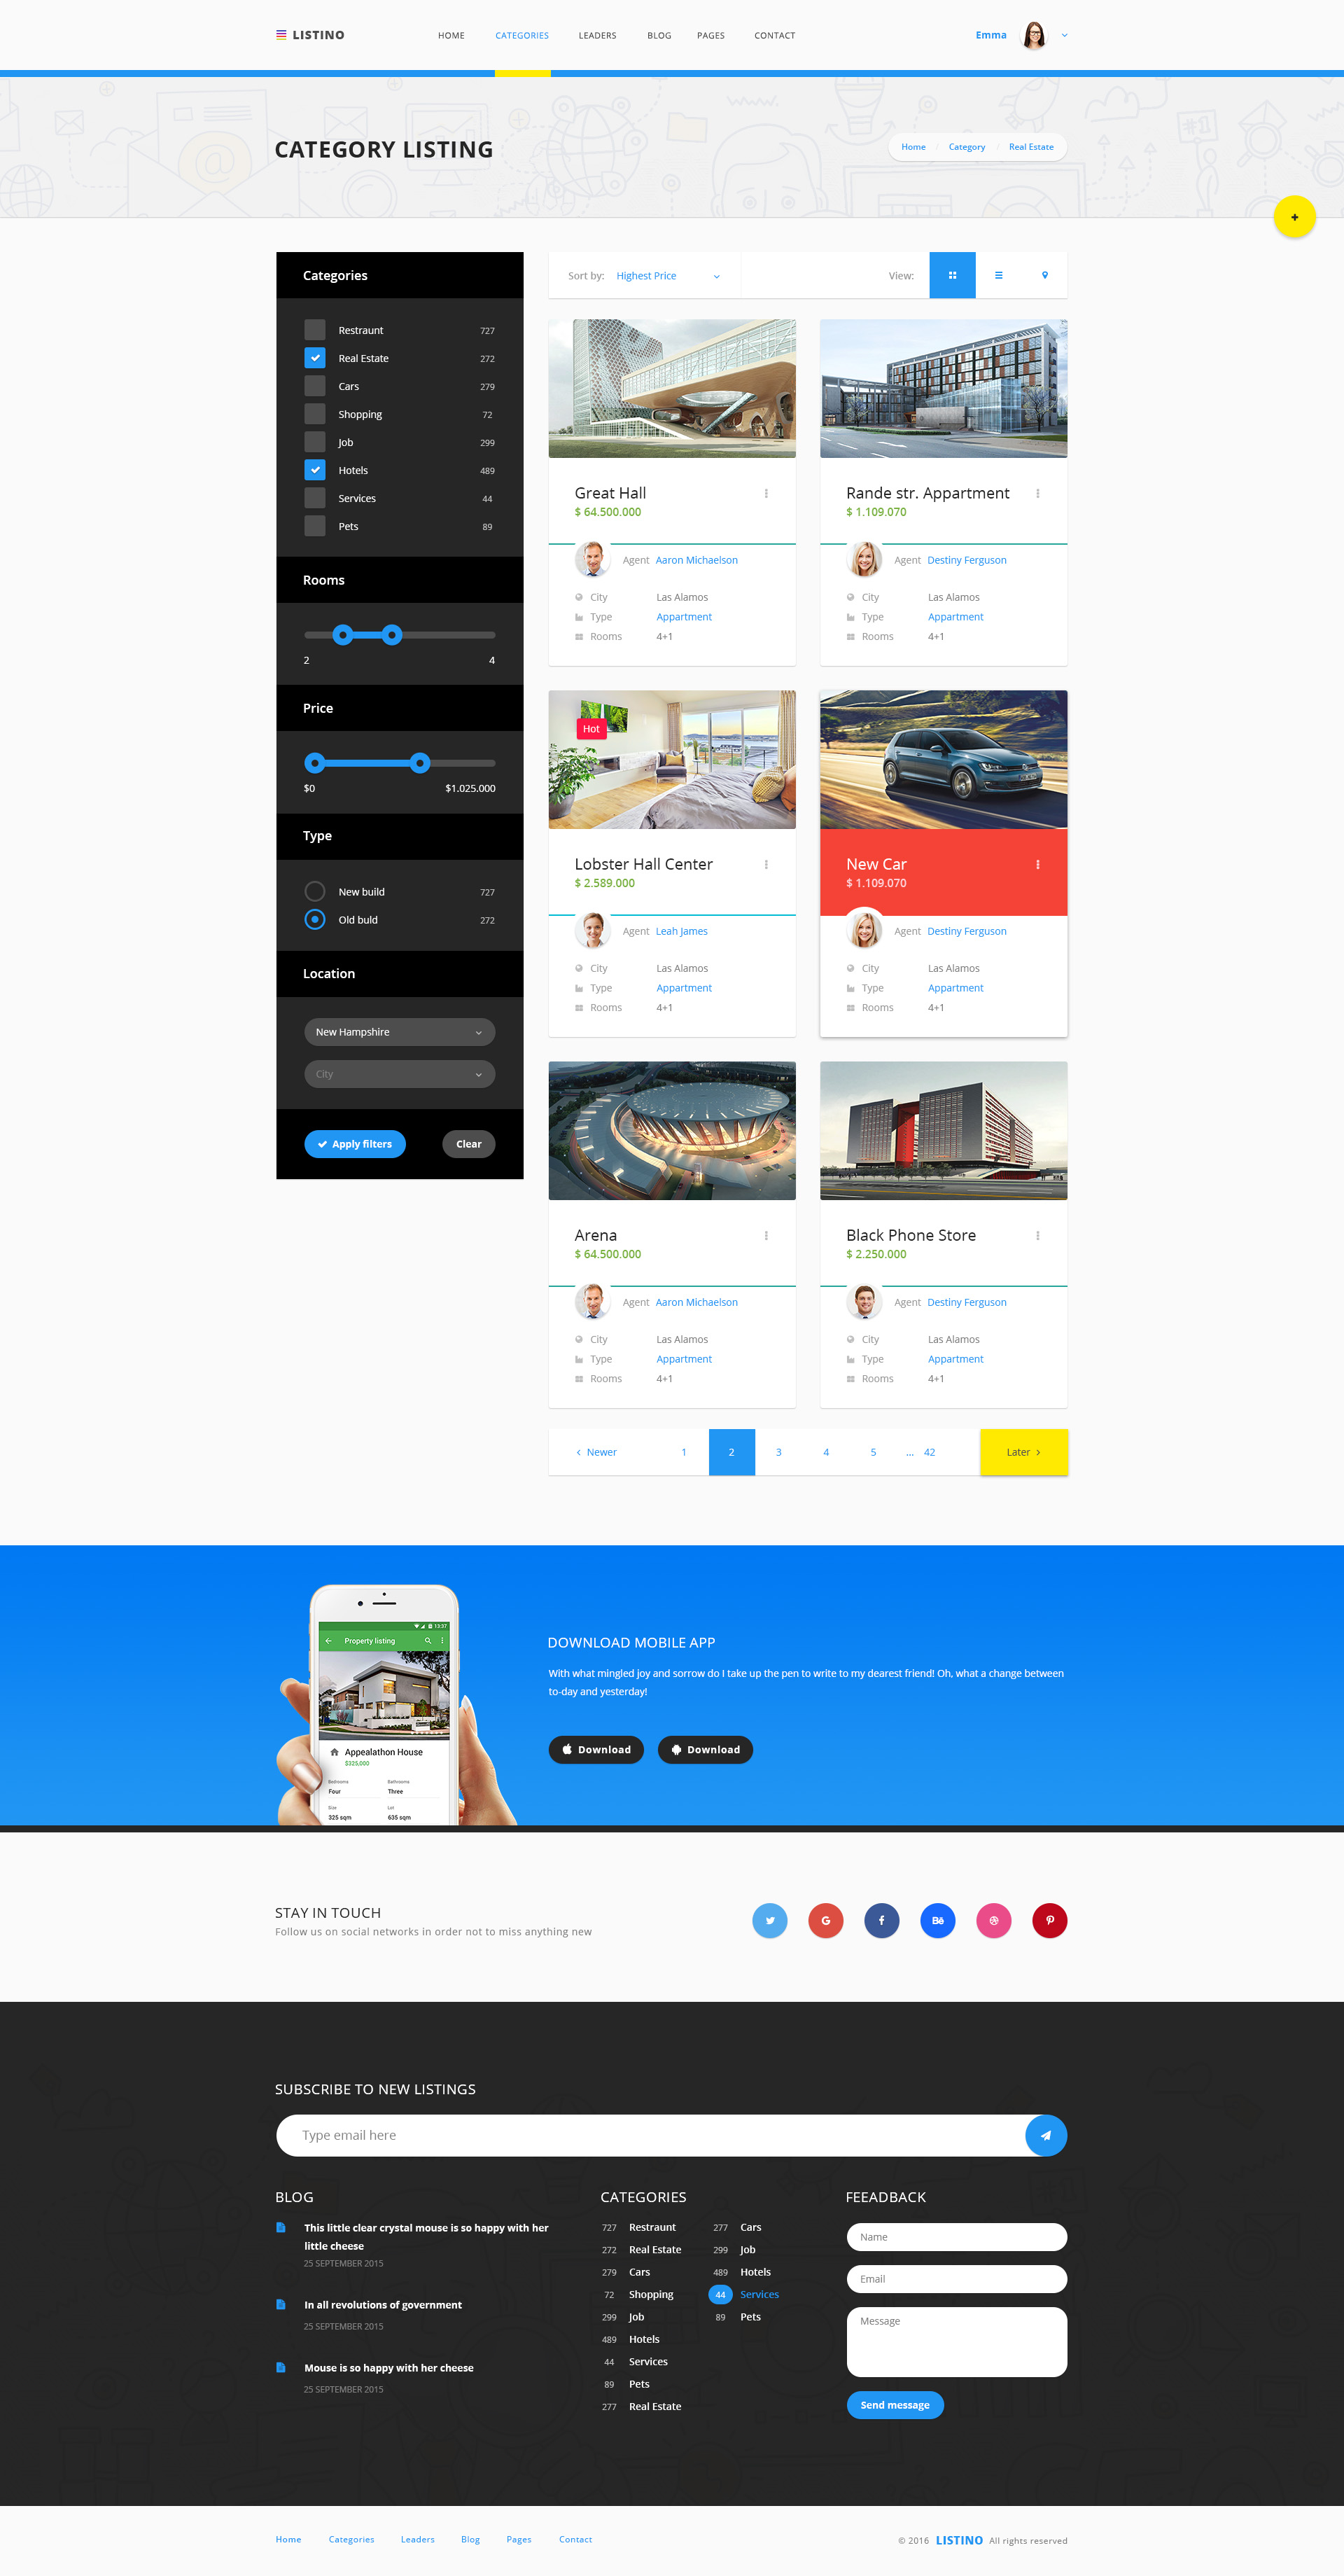 LISTINO
HOME CATEGORIES LEADERS BLOG PAGES CONTACT
Emma
CATEGORY LISTING
Home / Category / Real Estate
Categories
Restraunt 727
Real Estate 272
Cars 279
Shopping 72
Job 299
Hotels 489
Services 44
Pets 89
Rooms
2 4
Price
$0 $1.025.000
Type
New build 727
Old buld 272
Location
New Hampshire
City
Apply filters Clear
Sort by: Highest Price View:
Great Hall
$ 64.500.000
Agent Aaron Michaelson
City Las Alamos
Type Appartment
Rooms 4+1
Rande str. Appartment
$ 1.109.070
Agent Destiny Ferguson
City Las Alamos
Type Appartment
Rooms 4+1
Hot
Lobster Hall Center
$ 2.589.000
Agent Leah James
City Las Alamos
Type Appartment
Rooms 4+1
New Car
$ 1.109.070
Agent Destiny Ferguson
City Las Alamos
Type Appartment
Rooms 4+1
Arena
$ 64.500.000
Agent Aaron Michaelson
City Las Alamos
Type Appartment
Rooms 4+1
Black Phone Store
$ 2.250.000
Agent Destiny Ferguson
City Las Alamos
Type Appartment
Rooms 4+1
Newer 1 2 3 4 5 ... 42 Later
13:37
Property listing
Appealathon House
$325,000
Bedrooms Bathrooms
Four Three
Size Lot
325 sqm 635 sqm
DOWNLOAD MOBILE APP
With what mingled joy and sorrow do I take up the pen to write to my dearest friend! Oh, what a change between
to-day and yesterday!
Download Download
STAY IN TOUCH
Follow us on social networks in order not to miss anything new
SUBSCRIBE TO NEW LISTINGS
Type email here
BLOG
This little clear crystal mouse is so happy with her
little cheese
25 SEPTEMBER 2015
In all revolutions of government
25 SEPTEMBER 2015
Mouse is so happy with her cheese
25 SEPTEMBER 2015
CATEGORIES
727 Restraunt
272 Real Estate
279 Cars
72 Shopping
299 Job
489 Hotels
44 Services
89 Pets
277 Real Estate
277 Cars
299 Job
489 Hotels
44 Services
89 Pets
FEEADBACK
Name
Email
Message
Send message
Home Categories Leaders Blog Pages Contact
© 2016 LISTINO All rights reserved